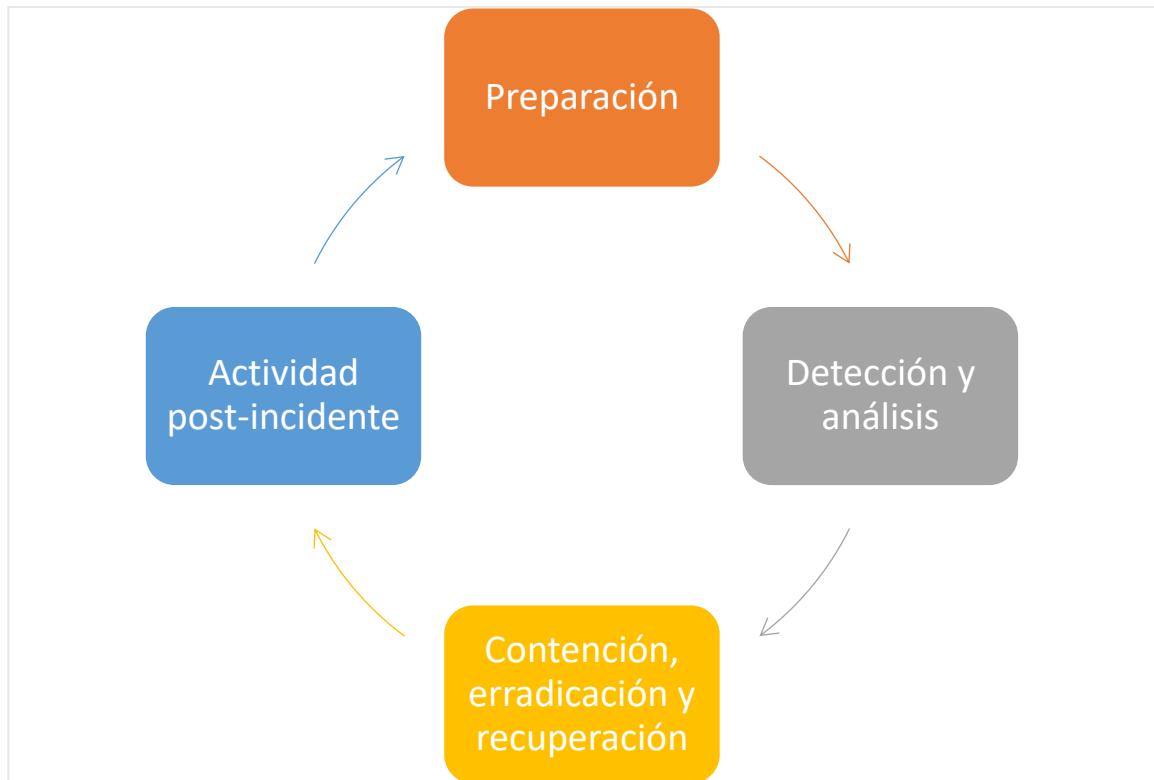 Preparación
Detección y
análisis
Contención,
erradicación y
recuperación
Actividad
post-incidente